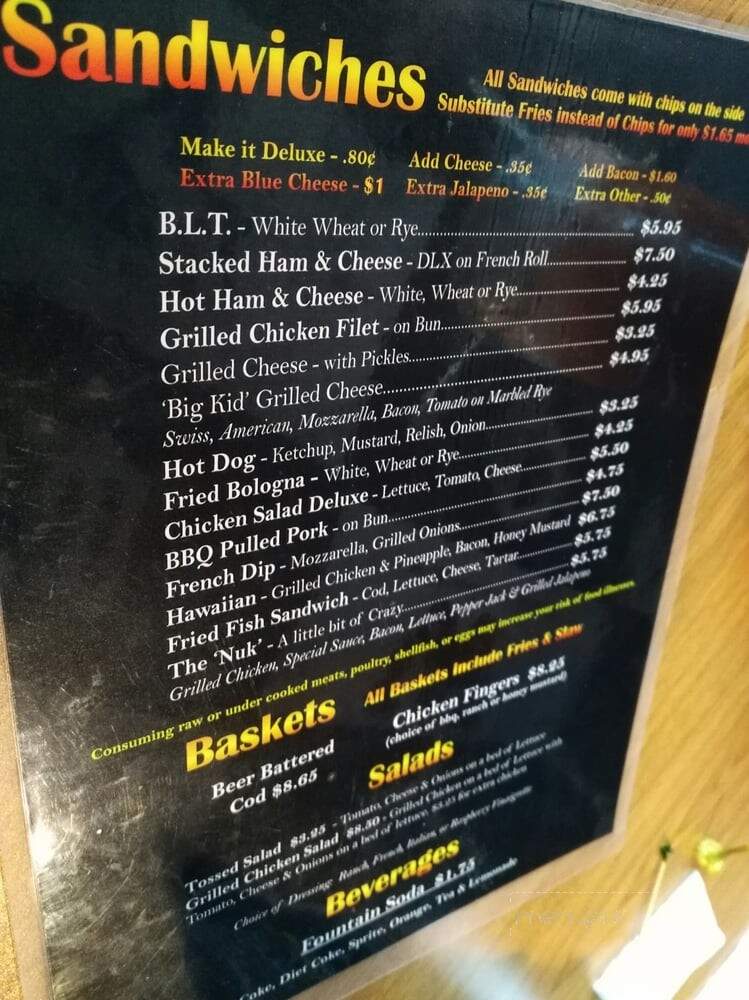 Sandwiches
All Sandwiches come with chips on the side
Substitute Fries instead of Chips for only $1.65
Make it Deluxe - .80¢ Add Cheese - .35¢ Add Bacon - $1.60
Extra Blue Cheese - $1 Extra Jalapeno - .35¢ Extra Other - .50¢
B.L.T. - White Wheat or Rye..... $5.95
Stacked Ham & Cheese - DLX on French Roll..... $7.50
Hot Ham & Cheese - White, Wheat or Rye..... $4.25
Grilled Chicken Filet - on Bun..... $5.95
Grilled Cheese - with Pickles..... $3.25
'Big Kid' Grilled Cheese..... $4.95
Swiss, American, Mozzarella, Bacon, Tomato on Marbled Rye
Hot Dog - Ketchup, Mustard, Relish, Onion..... $3.25
Fried Bologna - White, Wheat or Rye..... $4.25
Chicken Salad Deluxe - Lettuce, Tomato, Cheese..... $5.50
BBQ Pulled Pork - on Bun..... $4.75
French Dip - Mozzarella, Grilled Onions..... $7.50
Hawaiian - Grilled Chicken & Pineapple, Bacon, Honey Mustard $6.75
Fried Fish Sandwich - Cod, Lettuce, Cheese, Tartar..... $5.75
The 'Nuk' - A little bit of Crazy..... $5.75
Grilled Chicken, Special Sauce, Bacon, Lettuce, Pepper Jack & Grilled Jalapeno
Consuming raw or under cooked meats, poultry, shellfish, or eggs may increase your risk of food illnesses.
Baskets
All Baskets Include Fries & Slaw
Beer Battered
Cod $8.65
Chicken Fingers $8.25
(choice of bbq, ranch or honey mustard)
Salads
Tossed Salad $3.25 - Tomato, Cheese & Onions on a bed of Lettuce
Grilled Chicken Salad $8.50 - Grilled Chicken on a bed of Lettuce with
Tomato, Cheese & Onions on a bed of lettuce. for extra chicken
Choice of Dressing: Ranch, French, Italian, or Raspberry Vinaigrette
Beverages
Fountain Soda $1.75
Coke, Diet Coke, Sprite, Orange, Tea & Lemonade